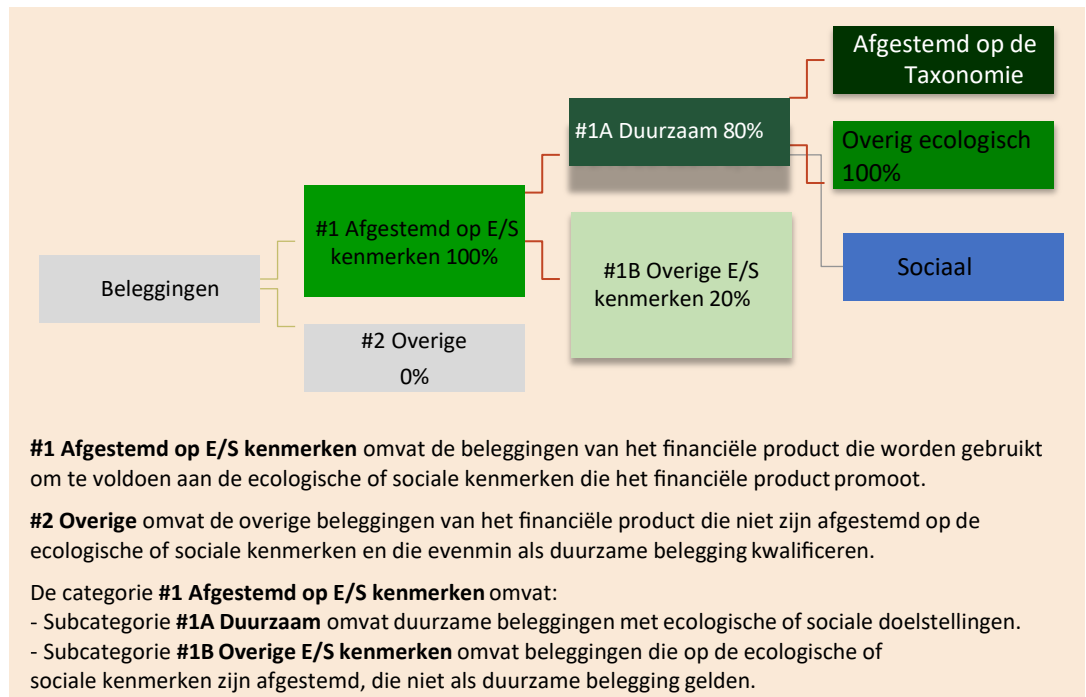 Afgestemd op de
Taxonomie
#1A Duurzaam 80%
Overig ecologisch
100%
#1 Afgestemd op E/S
kenmerken 100%
#1B Overige E/S
kenmerken 20%
Sociaal
Beleggingen
#2 Overige
0%
#1 Afgestemd op E/S kenmerken omvat de beleggingen van het financiële product die worden gebruikt
om te voldoen aan de ecologische of sociale kenmerken die het financiële product promoot.
#2 Overige omvat de overige beleggingen van het financiële product die niet zijn afgestemd op de
ecologische of sociale kenmerken en die evenmin als duurzame belegging kwalificeren.
De categorie #1 Afgestemd op E/S kenmerken omvat:
- Subcategorie #1A Duurzaam omvat duurzame beleggingen met ecologische of sociale doelstellingen.
- Subcategorie #1B Overige E/S kenmerken omvat beleggingen die op de ecologische of
sociale kenmerken zijn afgestemd, die niet als duurzame belegging gelden.